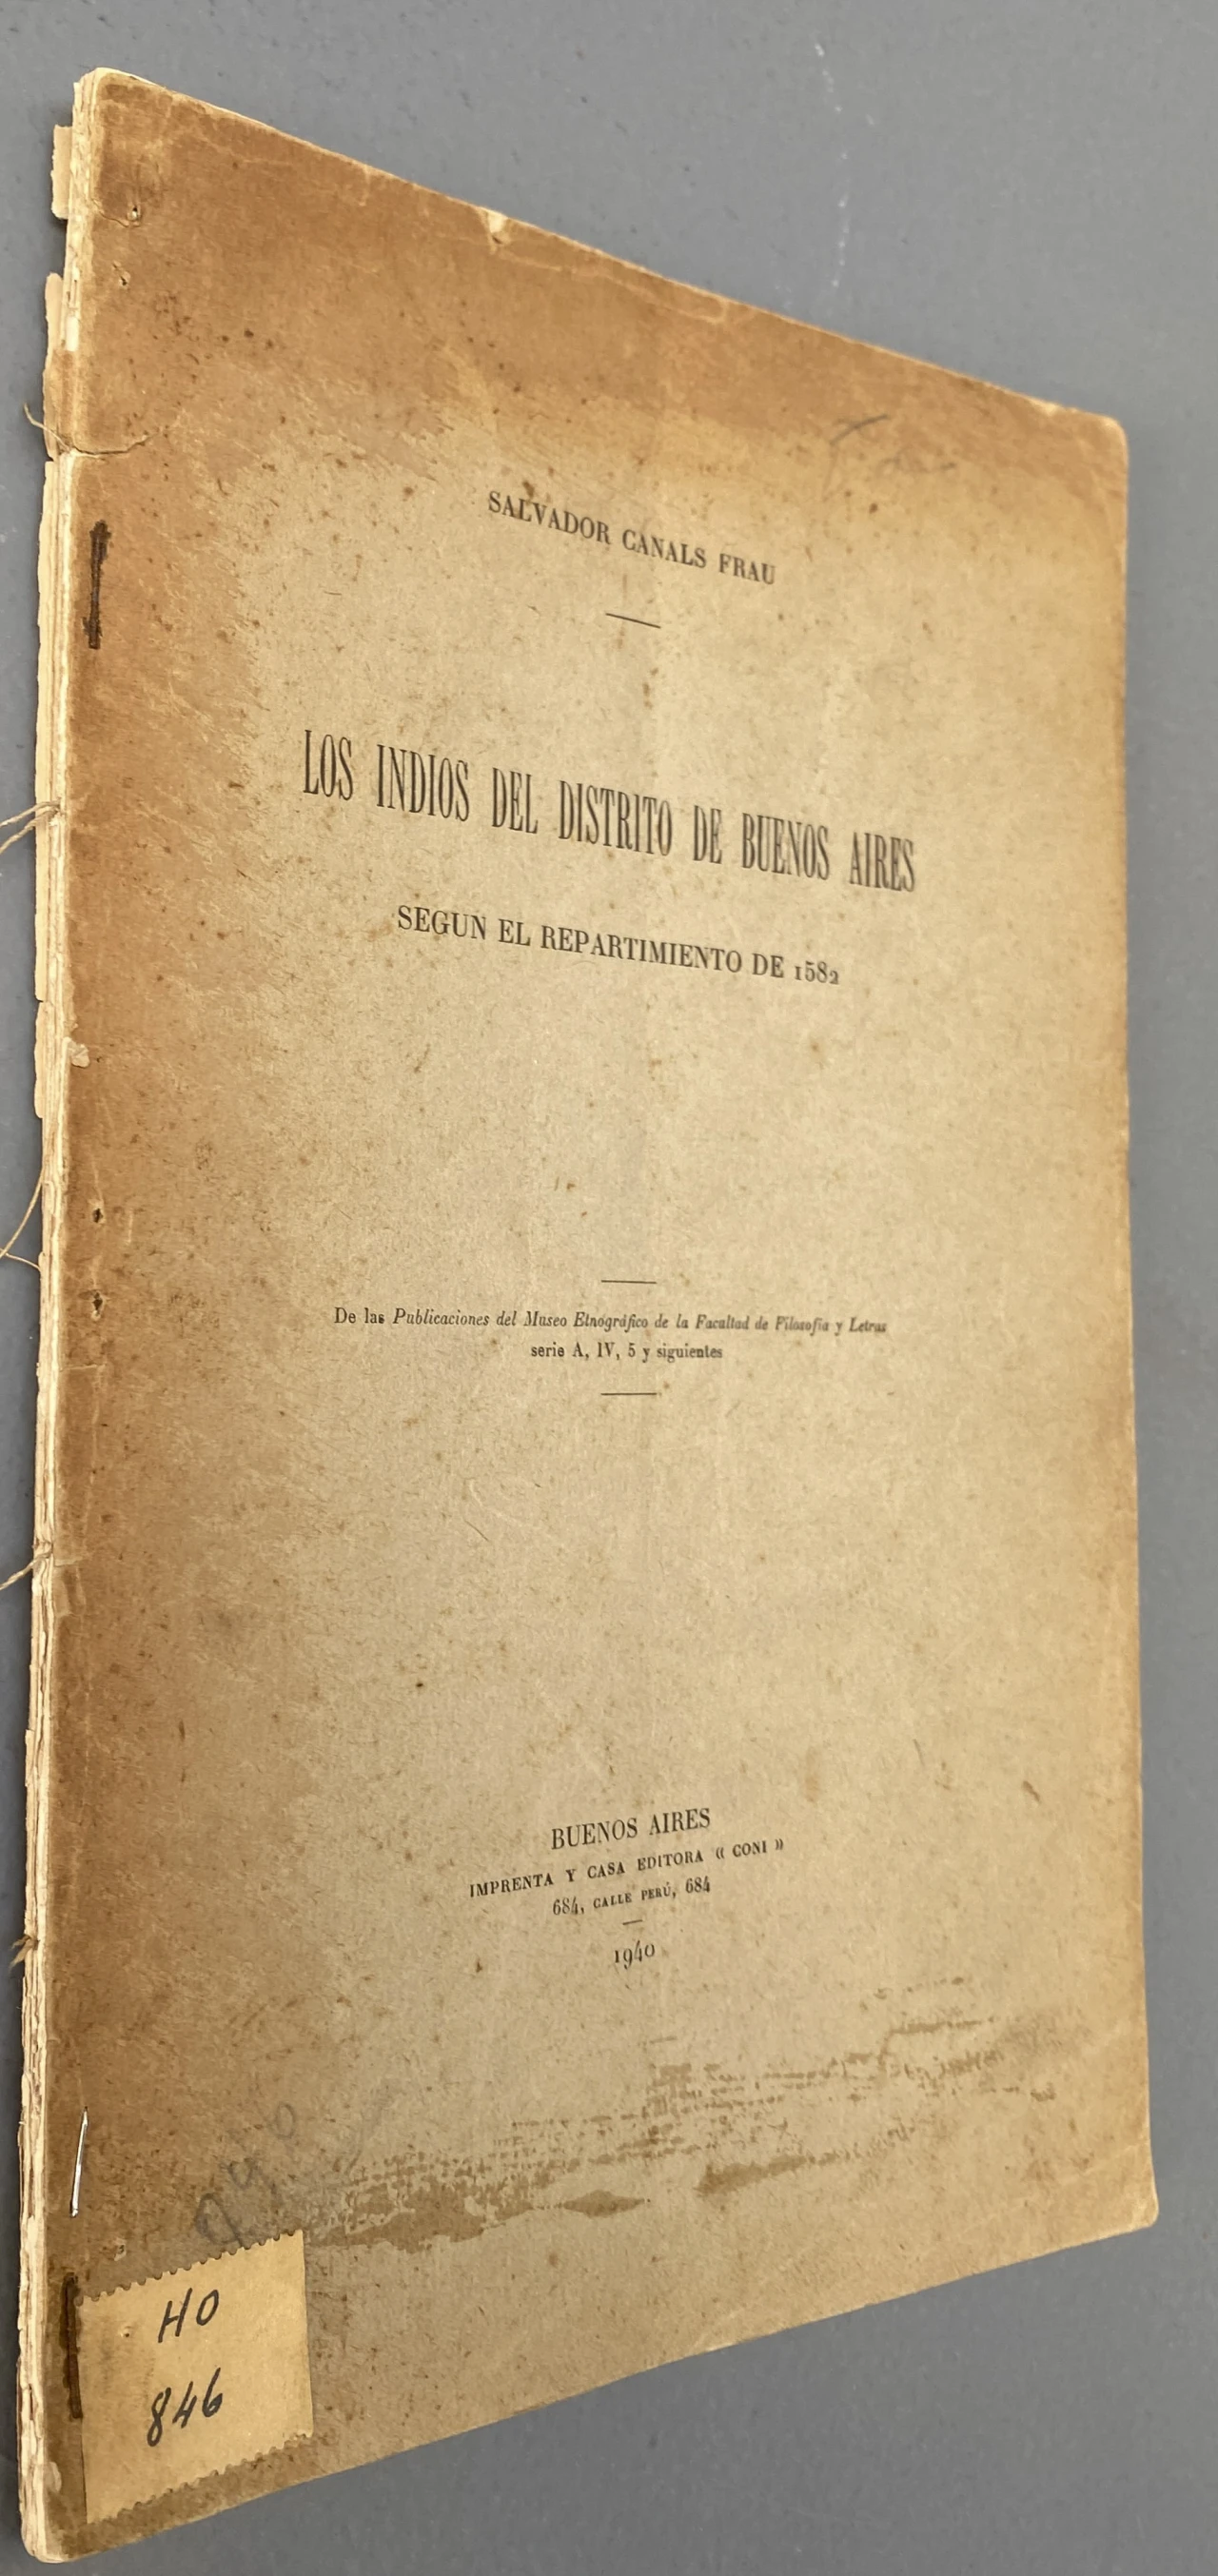 SALVADOR CANALS FRAU
LOS INDIOS DEL DISTRITO DE BUENOS AIRES
SEGUN EL REPARTIMIENTO DE 1582
De las Publicaciones del Museo Etnográfico de la Facultad de Filosofía y Letras
serie A, IV, 5 y siguientes
BUENOS AIRES
IMPRENTA Y CASA EDITORA « CONI »
684, CALLE PERÚ, 684
1940
HO
846